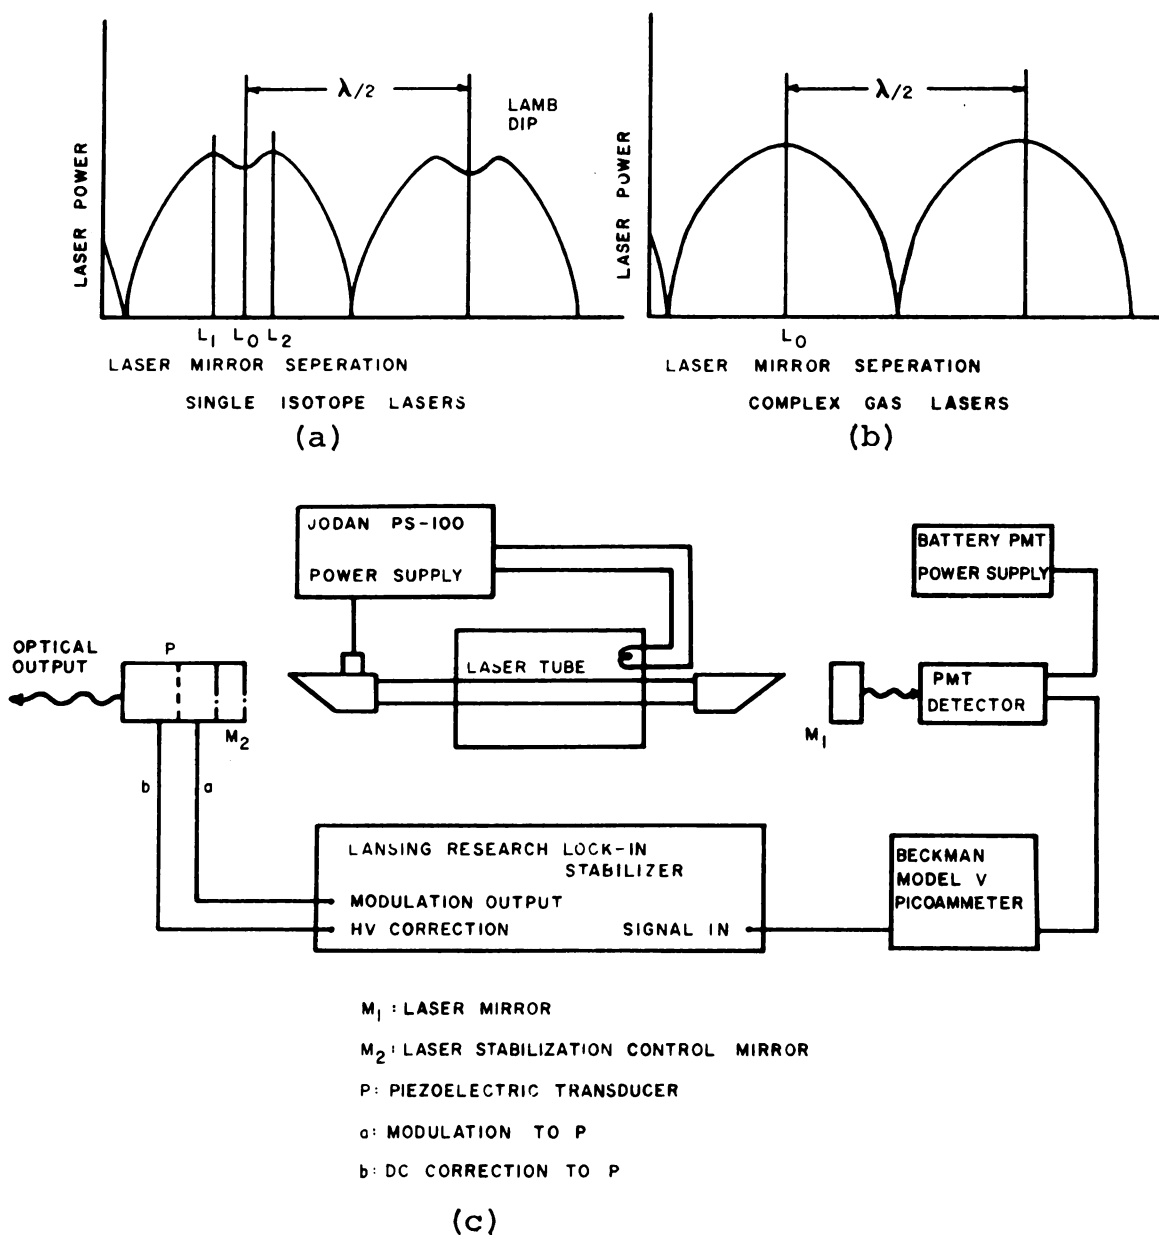 λ/2
LAMB
DIP
LASER POWER
L1 L0 L2
LASER MIRROR SEPERATION
SINGLE ISOTOPE LASERS
(a)
λ/2
LASER POWER
L0
LASER MIRROR SEPERATION
COMPLEX GAS LASERS
(b)
JODAN PS-100
POWER SUPPLY
BATTERY PMT
POWER SUPPLY
OPTICAL
OUTPUT
P
M2
LASER TUBE
M1
PMT
DETECTOR
b
a
LANSING RESEARCH LOCK-IN
STABILIZER
MODULATION OUTPUT
HV CORRECTION
SIGNAL IN
BECKMAN
MODEL V
PICOAMMETER
M1: LASER MIRROR
M2: LASER STABILIZATION CONTROL MIRROR
P: PIEZOELECTRIC TRANSDUCER
a: MODULATION TO P
b: DC CORRECTION TO P
(c)